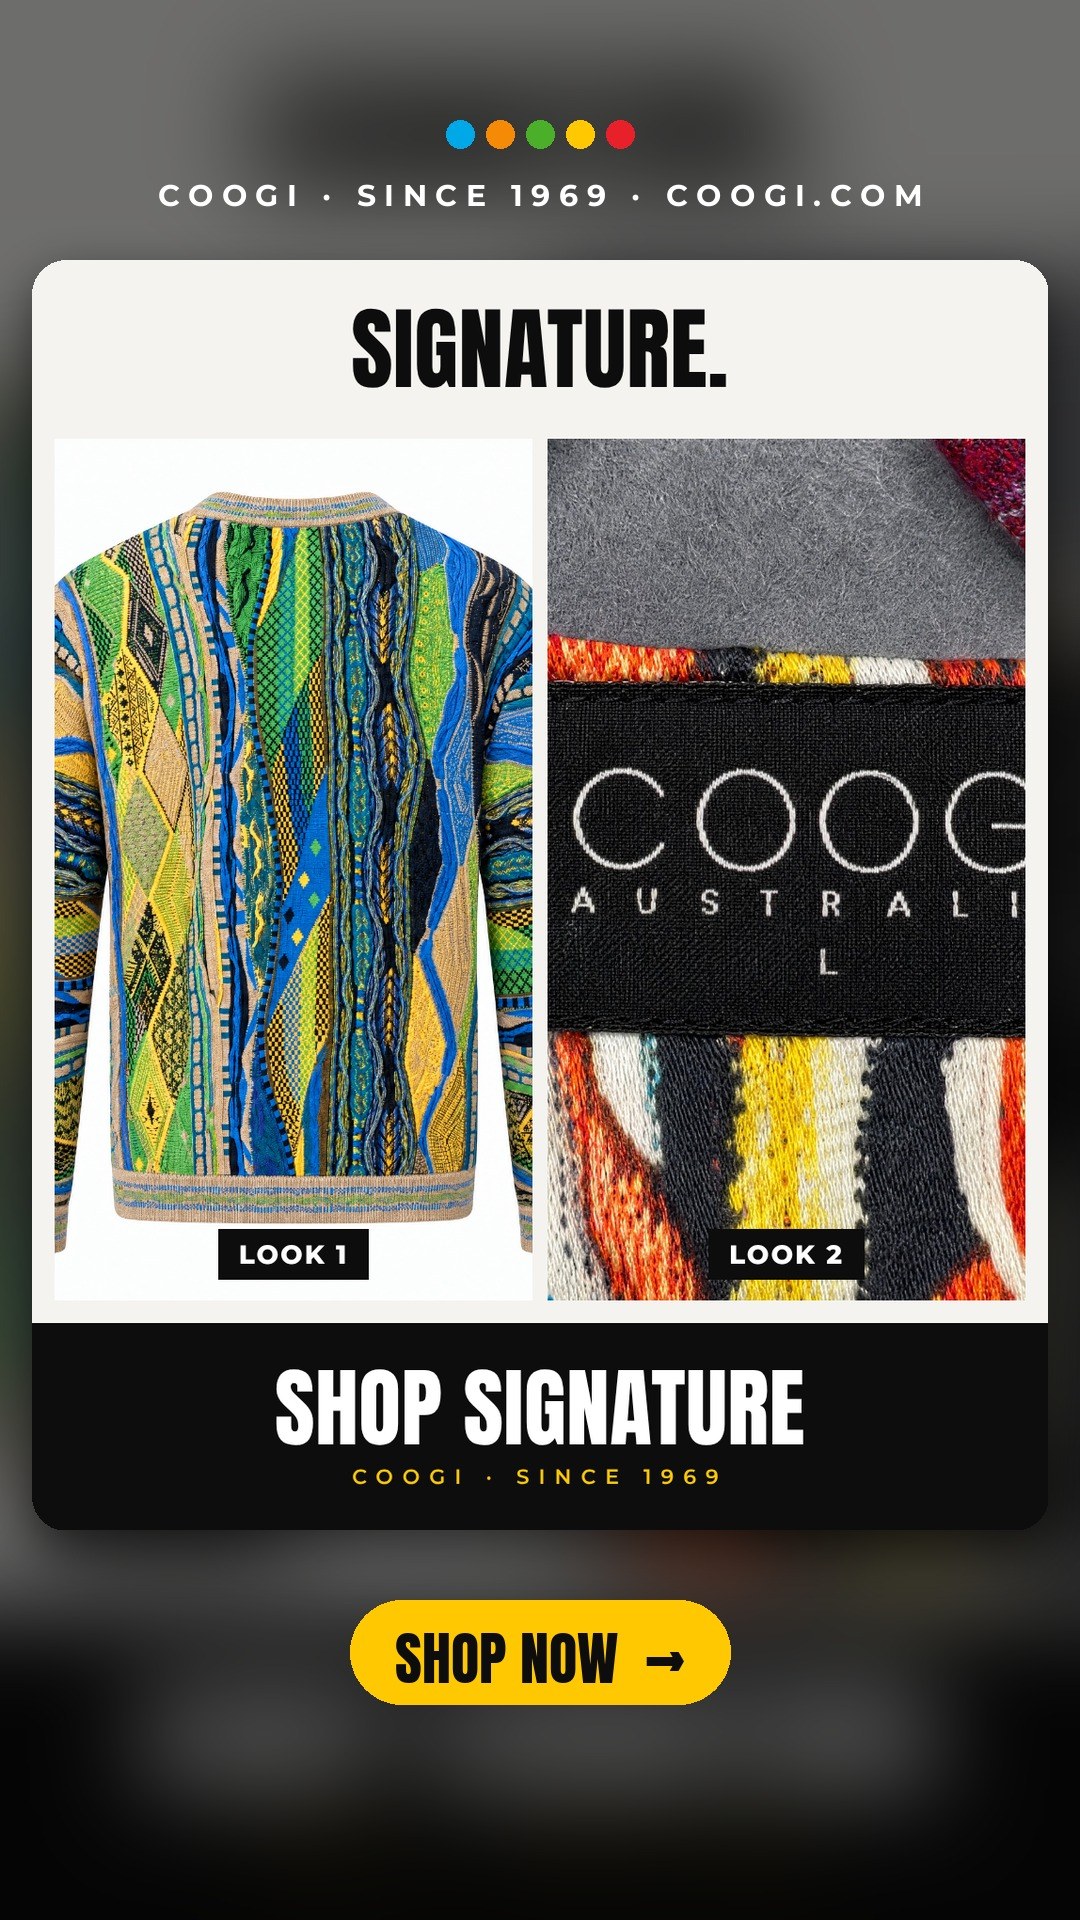 COOGI · SINCE 1969 · COOGI.COM
SIGNATURE.
COOG
AUSTRALI
L
LOOK 1
LOOK 2
SHOP SIGNATURE
COOGI · SINCE 1969
SHOP NOW →